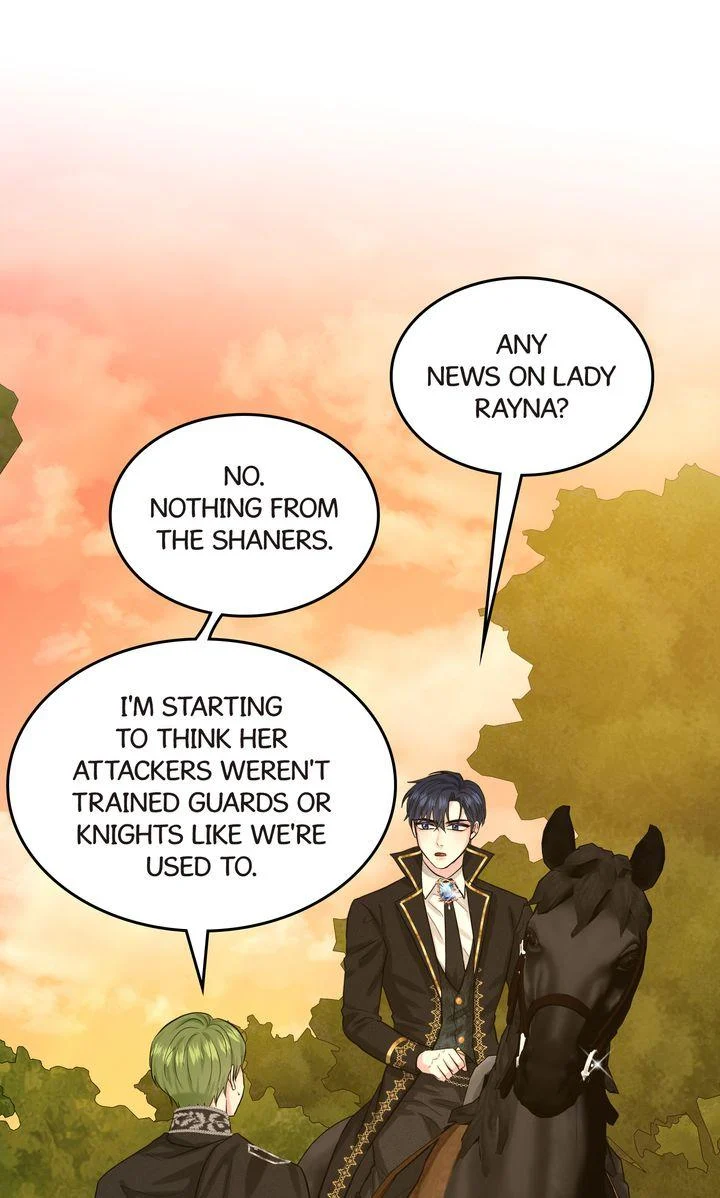 ANY
NEWS ON LADY
RAYNA?
NO.
NOTHING FROM
THE SHANERS.
I'M STARTING
TO THINK HER
ATTACKERS WEREN'T
TRAINED GUARDS OR
KNIGHTS LIKE WE'RE
USED TO.